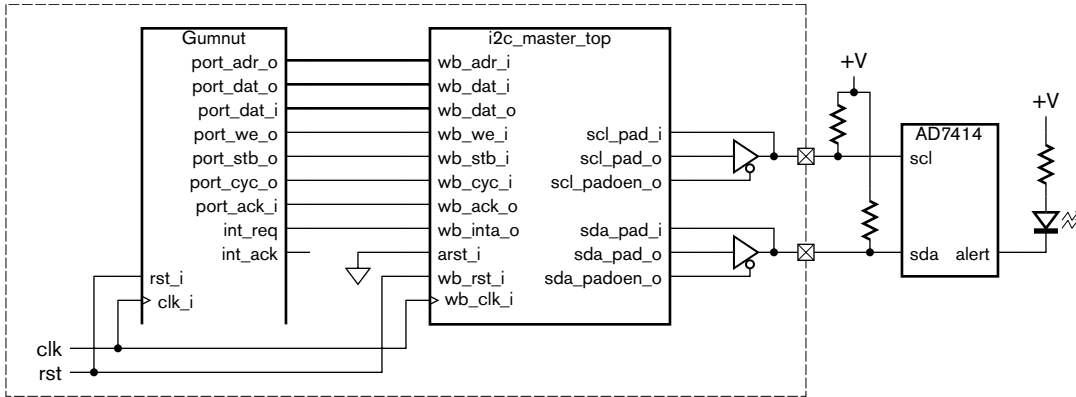 Gumnut
port_adr_o
port_dat_o
port_dat_i
port_we_o
port_stb_o
port_cyc_o
port_ack_i
int_req
int_ack
rst_i
clk_i
clk
rst
i2c_master_top
wb_adr_i
wb_dat_i
wb_dat_o
wb_we_i
wb_stb_i
wb_cyc_i
wb_ack_o
wb_inta_o
arst_i
wb_rst_i
wb_clk_i
scl_pad_i
scl_pad_o
scl_padoen_o
sda_pad_i
sda_pad_o
sda_padoen_o
+V
AD7414
scl
sda alert
+V